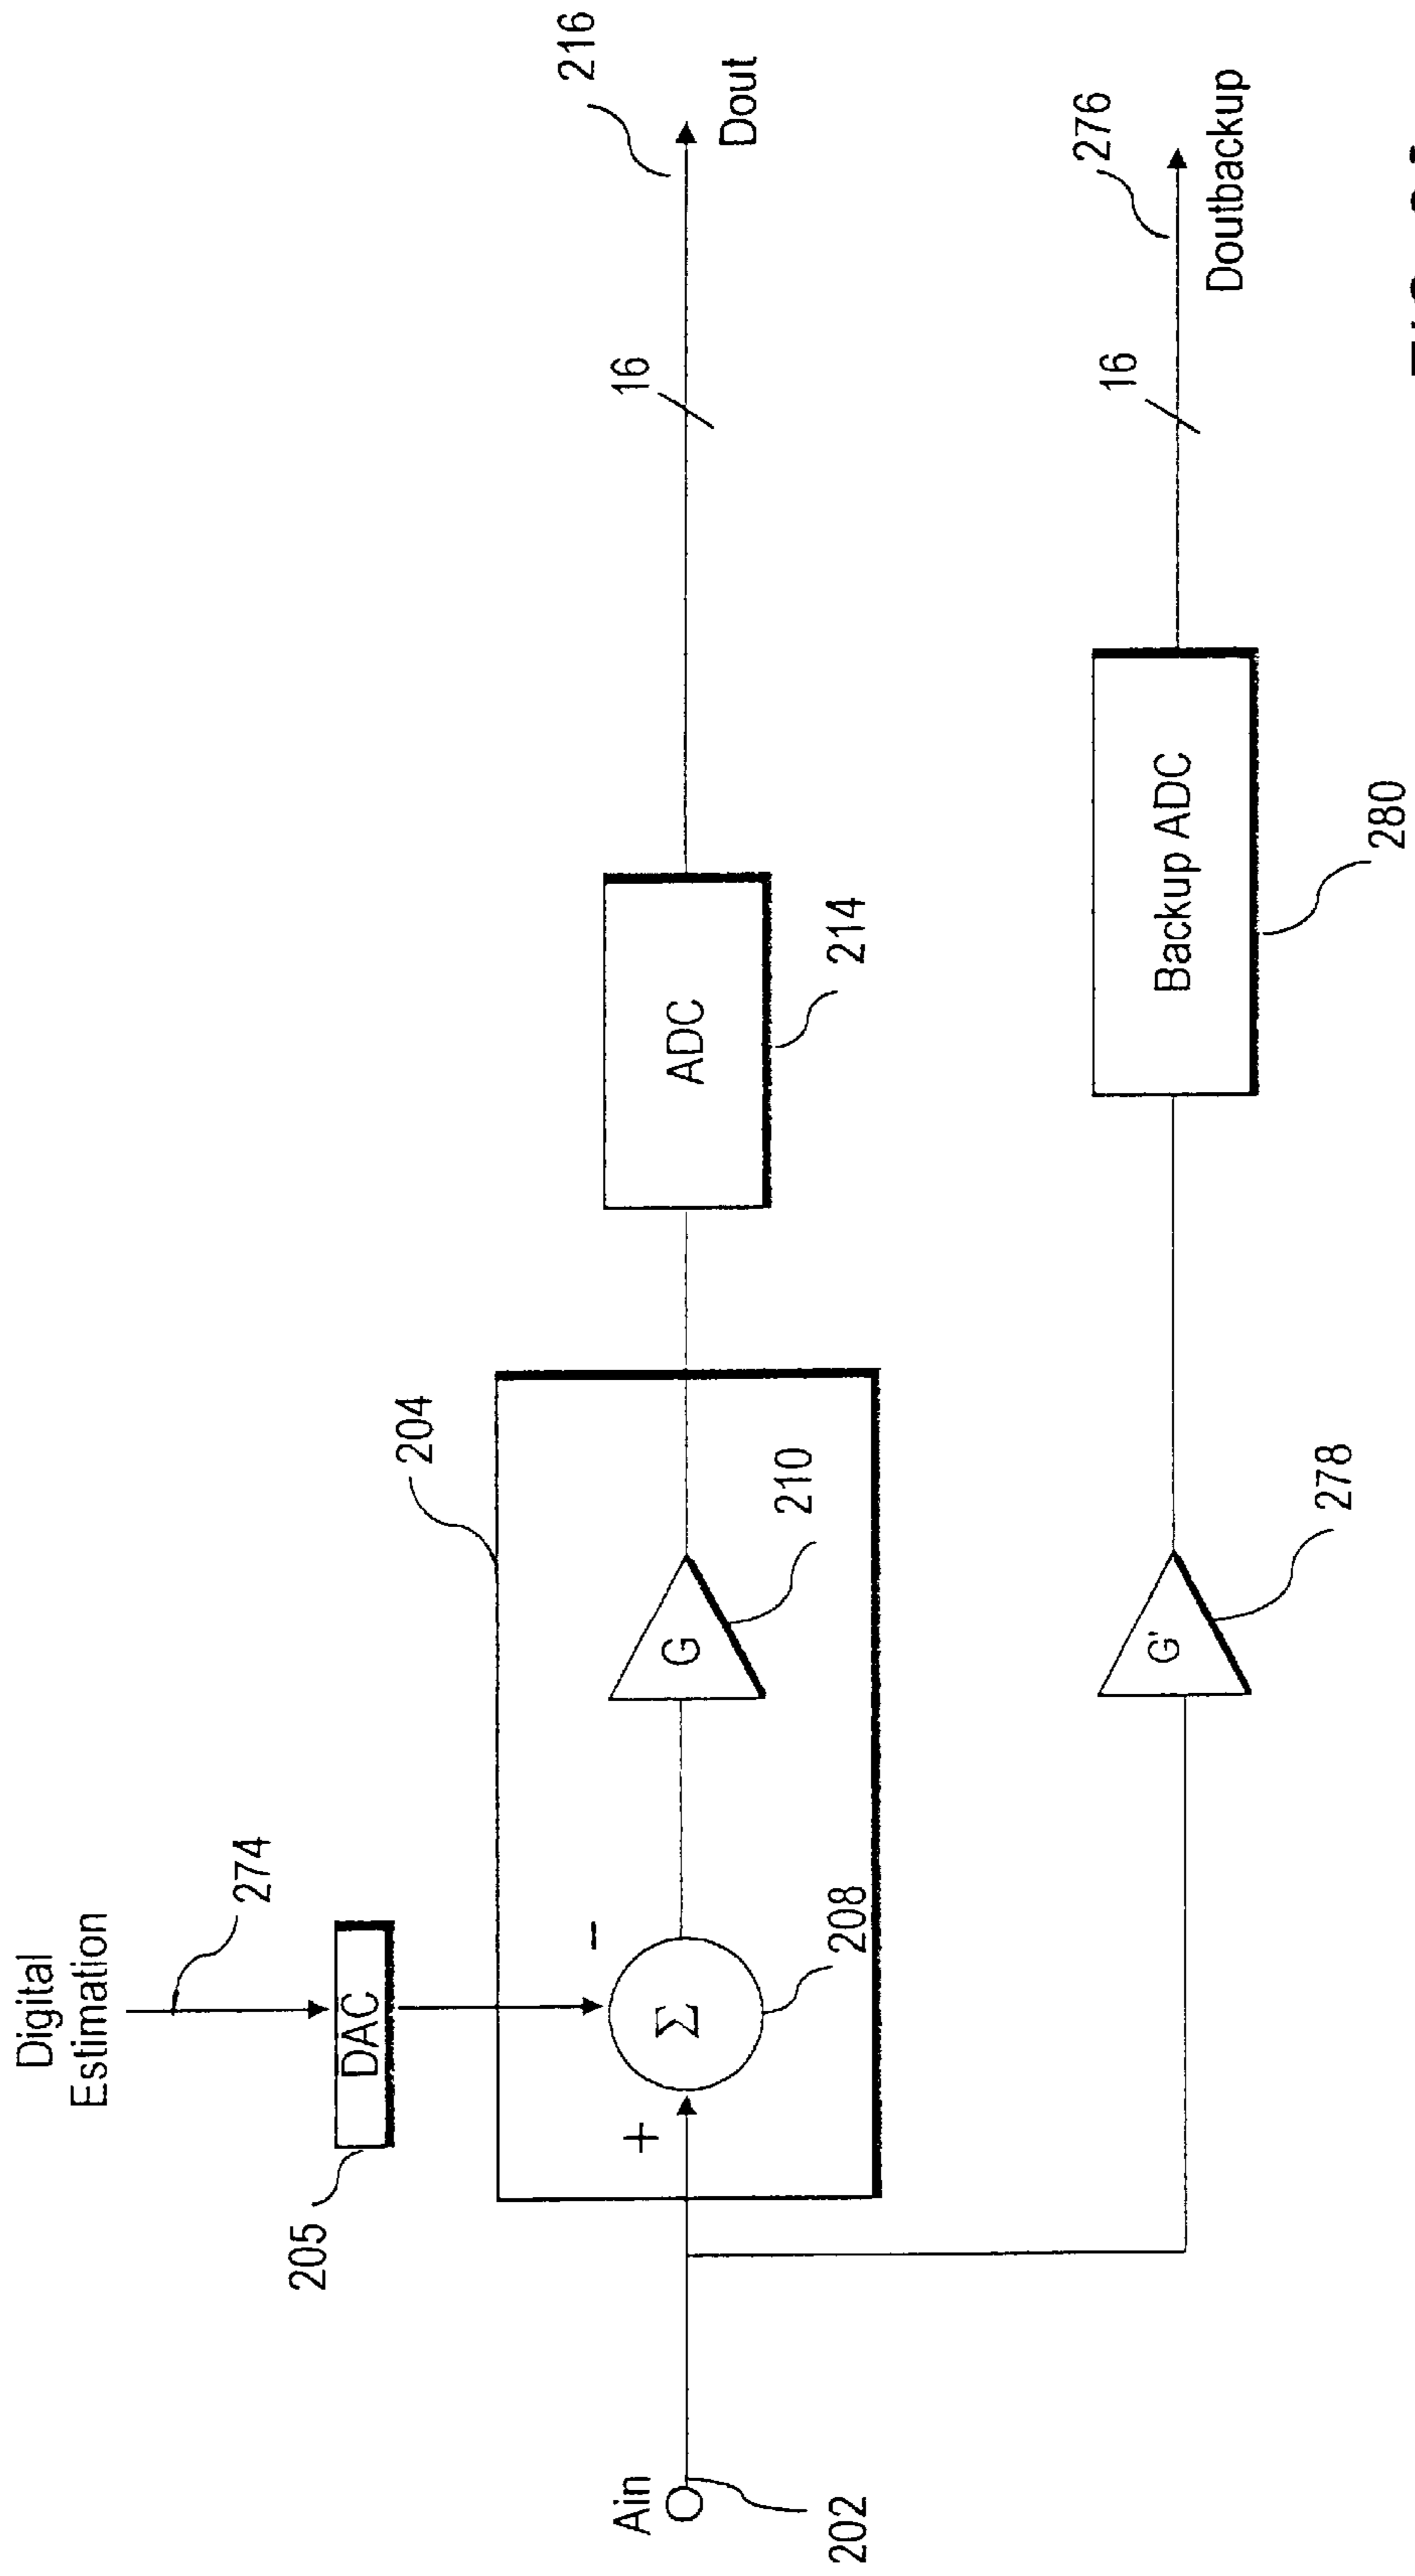 Digital
Estimation
274
DAC
205
204
Ain
202
+
−
Σ
208
G
210
ADC
214
16
216
Dout
G'
278
Backup ADC
280
16
276
Doutbackup